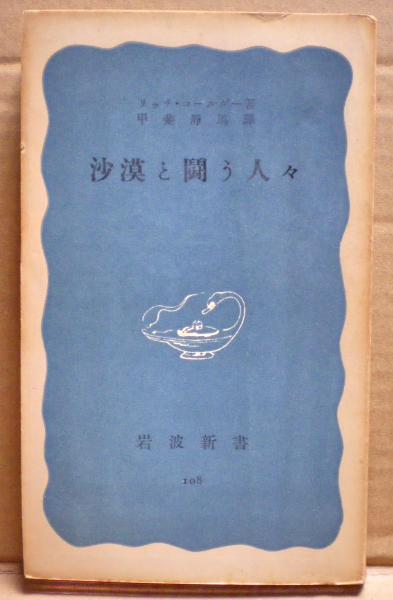 リッチ・コールダー著
甲斐静馬譯
沙漠と闘う人々
岩波新書
108